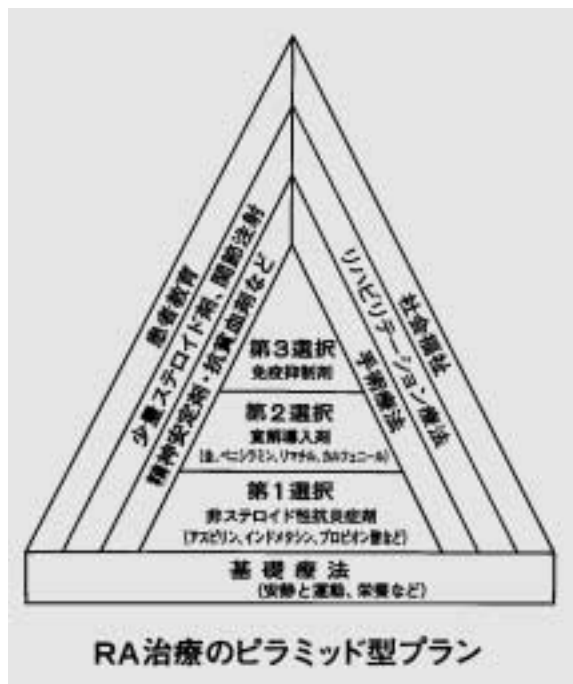 患者教育
少量ステロイド剤、関節注射
精神安定剤・抗貧血剤など
社会福祉
リハビリテーション療法
手術療法
第3選択
免疫抑制剤
第2選択
寛解導入剤
(金、ペニシラミン、リマチル、カルフェニール)
第1選択
非ステロイド性抗炎症剤
(アスピリン、インドメタシン、プロピオン酸など)
基礎療法
(安静と運動、栄養など)
RA治療のピラミッド型プラン